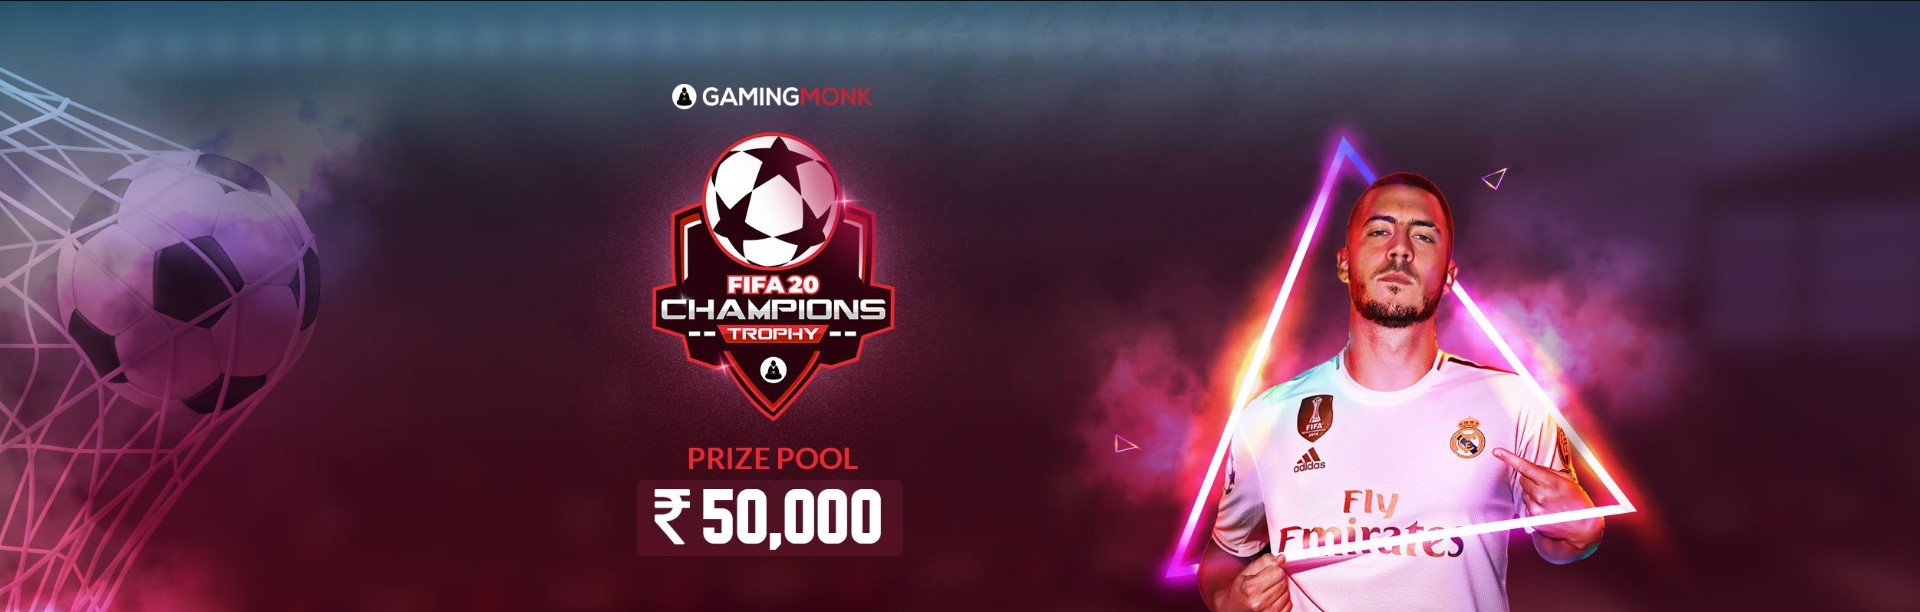 GAMINGMONK
FIFA 20
CHAMPIONS
TROPHY
PRIZE POOL
₹ 50,000
FIFA
adidas
Fly
Emirates